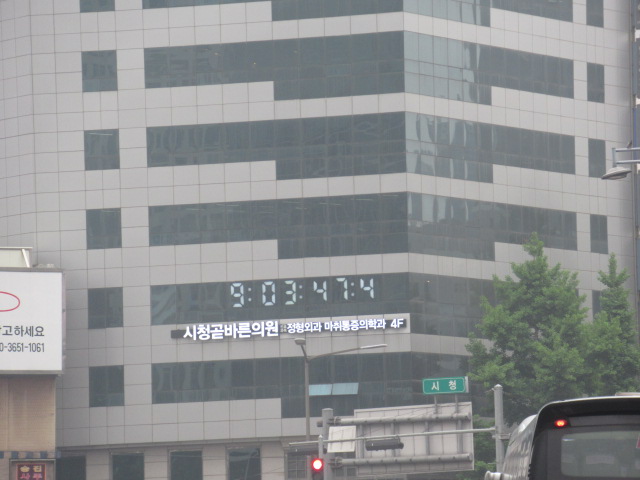 9:03:47:4
시청곧바른의원 정형외과 마취통증의학과 4F
시 청
고하세요
0-3651-1061